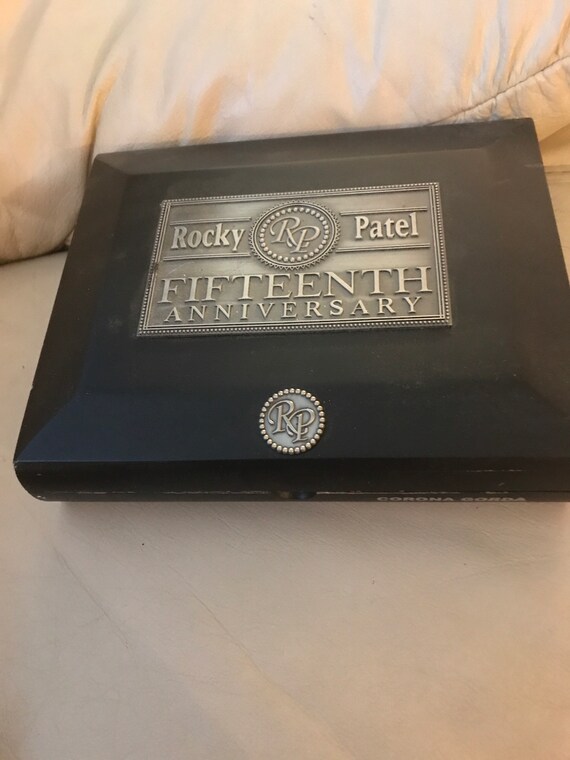 Rocky RP Patel
FIFTEENTH
ANNIVERSARY
RP
CORONA GORDA